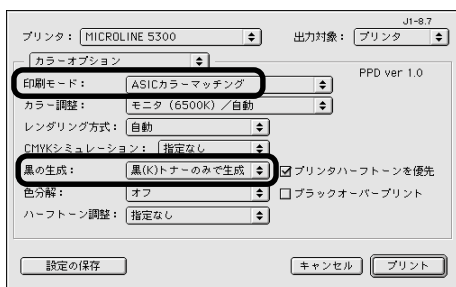 J1-8.7
プリンタ： MICROLINE 5300 出力対象： プリンタ
カラーオプション
PPD ver 1.0
印刷モード： ASICカラーマッチング
カラー調整： モニタ（6500K）／自動
レンダリング方式： 自動
CMYKシミュレーション： 指定なし
黒の生成： 黒(K)トナーのみで生成 プリンタハーフトーンを優先
色分解： オフ ブラックオーバープリント
ハーフトーン調整： 指定なし
設定の保存 キャンセル プリント